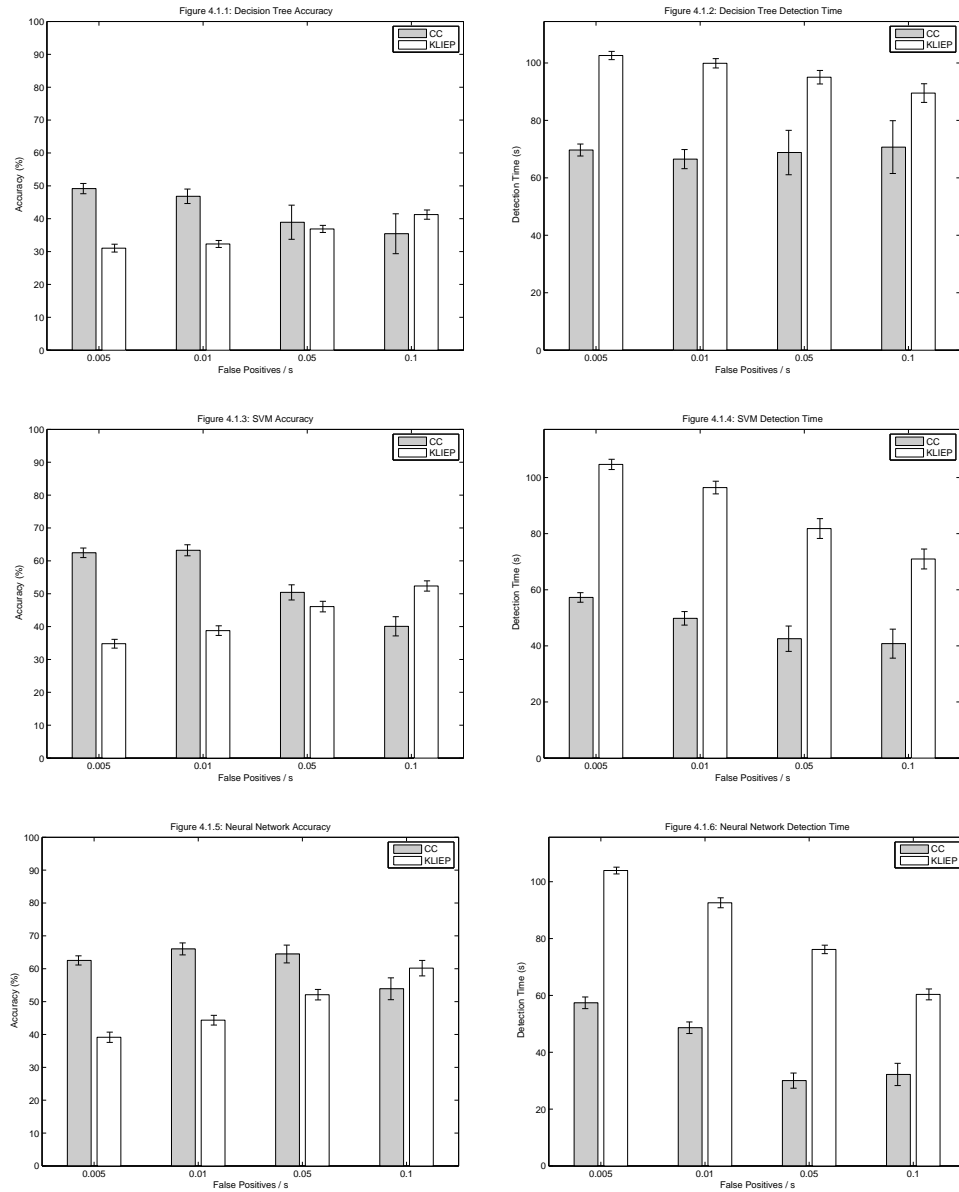 Figure 4.1.1: Decision Tree Accuracy
CC
KLIEP
Accuracy (%)
100
90
80
70
60
50
40
30
20
10
0
0.005 0.01 0.05 0.1
False Positives / s
Figure 4.1.2: Decision Tree Detection Time
CC
KLIEP
Detection Time (s)
100
80
60
40
20
0
0.005 0.01 0.05 0.1
False Positives / s
Figure 4.1.3: SVM Accuracy
CC
KLIEP
Accuracy (%)
100
90
80
70
60
50
40
30
20
10
0
0.005 0.01 0.05 0.1
False Positives / s
Figure 4.1.4: SVM Detection Time
CC
KLIEP
Detection Time (s)
100
80
60
40
20
0
0.005 0.01 0.05 0.1
False Positives / s
Figure 4.1.5: Neural Network Accuracy
CC
KLIEP
Accuracy (%)
100
90
80
70
60
50
40
30
20
10
0
0.005 0.01 0.05 0.1
False Positives / s
Figure 4.1.6: Neural Network Detection Time
CC
KLIEP
Detection Time (s)
100
80
60
40
20
0
0.005 0.01 0.05 0.1
False Positives / s